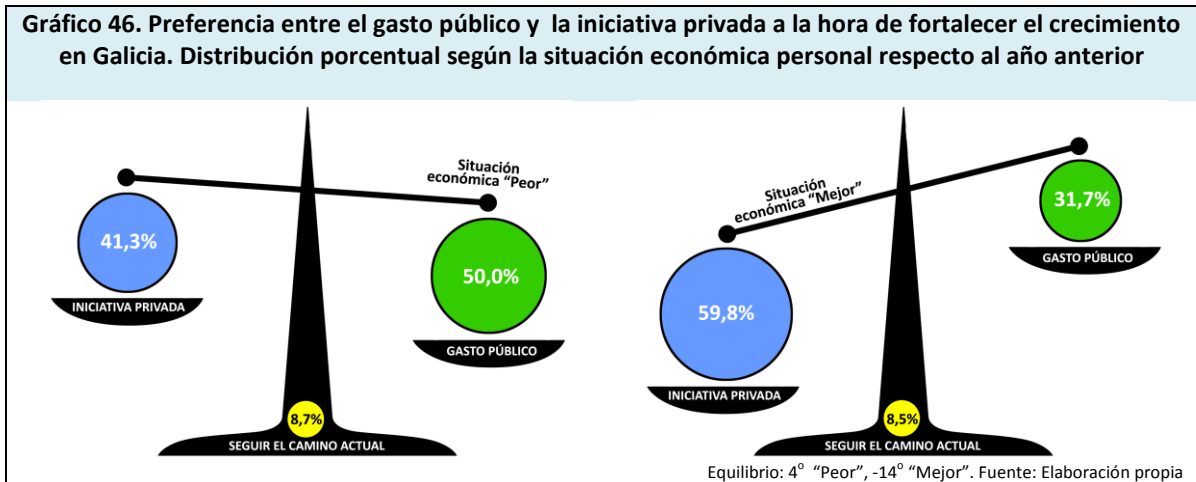 Gráfico 46. Preferencia entre el gasto público y la iniciativa privada a la hora de fortalecer el crecimiento
en Galicia. Distribución porcentual según la situación económica personal respecto al año anterior
Situación
económica "Peor"
41,3%
INICIATIVA PRIVADA
50,0%
GASTO PÚBLICO
8,7%
SEGUIR EL CAMINO ACTUAL
Situación
económica "Mejor"
31,7%
GASTO PÚBLICO
59,8%
INICIATIVA PRIVADA
8,5%
SEGUIR EL CAMINO ACTUAL
Equilibrio: 4° "Peor", -14° "Mejor". Fuente: Elaboración propia